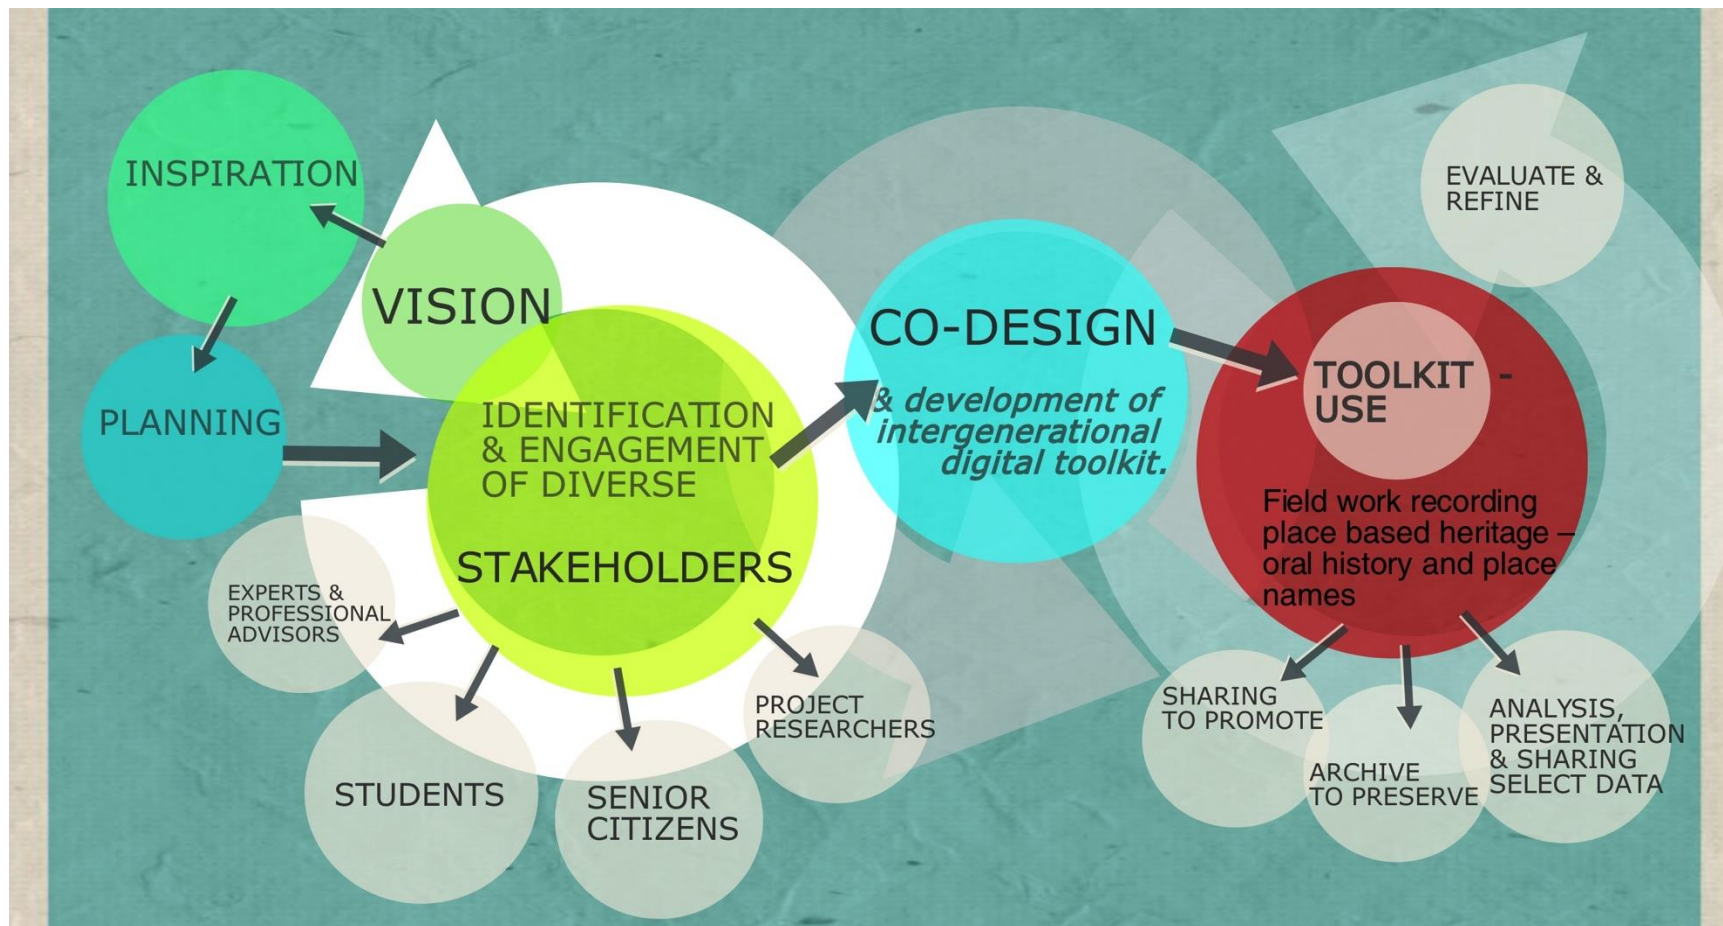 INSPIRATION
VISION
PLANNING
IDENTIFICATION
& ENGAGEMENT
OF DIVERSE
STAKEHOLDERS
EXPERTS &
PROFESSIONAL
ADVISORS
STUDENTS
SENIOR
CITIZENS
PROJECT
RESEARCHERS
CO-DESIGN
& development of
intergenerational
digital toolkit.
EVALUATE &
REFINE
TOOLKIT -
USE
Field work recording
place based heritage –
oral history and place
names
SHARING
TO PROMOTE
ARCHIVE
TO PRESERVE
ANALYSIS,
PRESENTATION
& SHARING
SELECT DATA